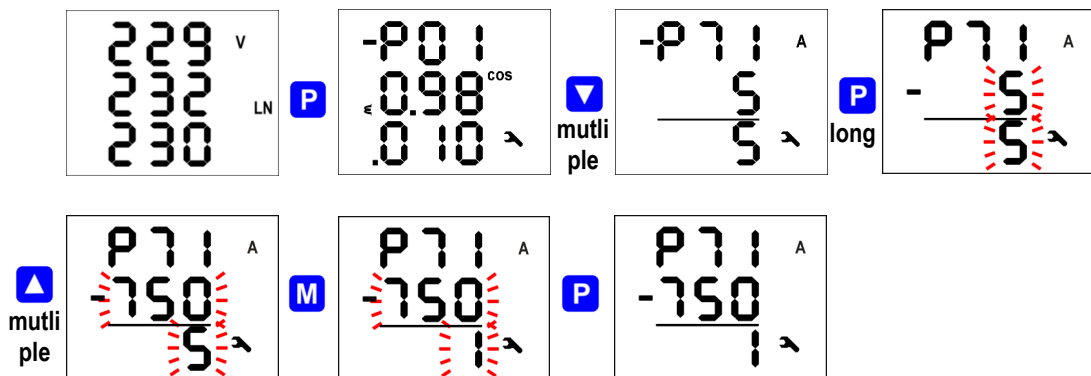 229 V
232 LN
230
P
-P01
0.98 cos
.010
▼
mutli
ple
-P71 A
5
5
P
long
P71 A
- 5
5
▲
mutli
ple
P71 A
-750
5
M
P71 A
-750
1
P
P71 A
-750
1